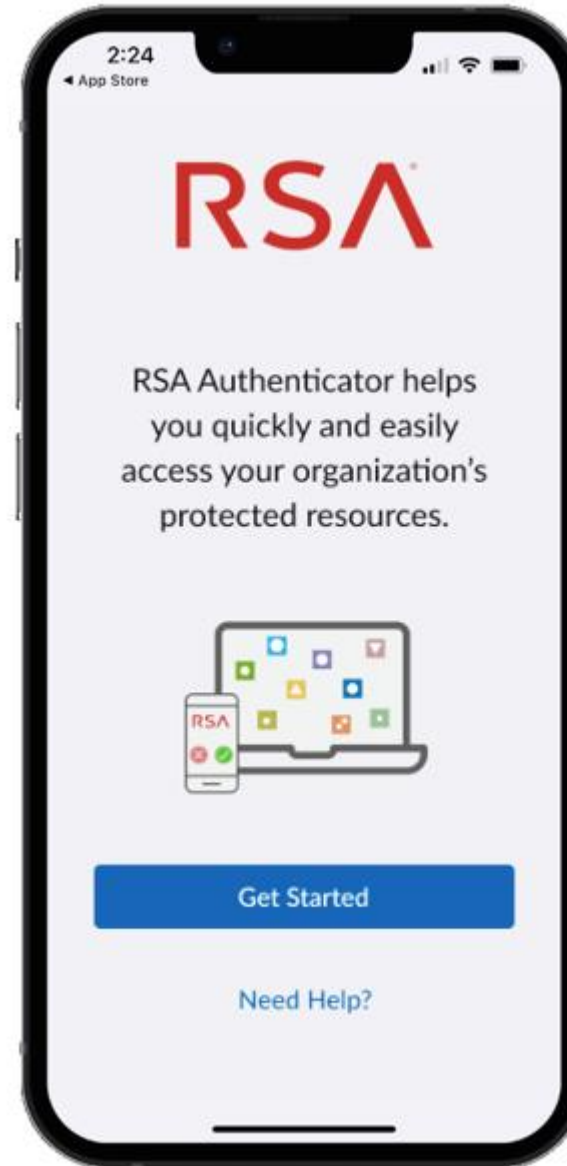 2:24
◀ App Store
RSA
RSA Authenticator helps
you quickly and easily
access your organization's
protected resources.
RSA
Get Started
Need Help?